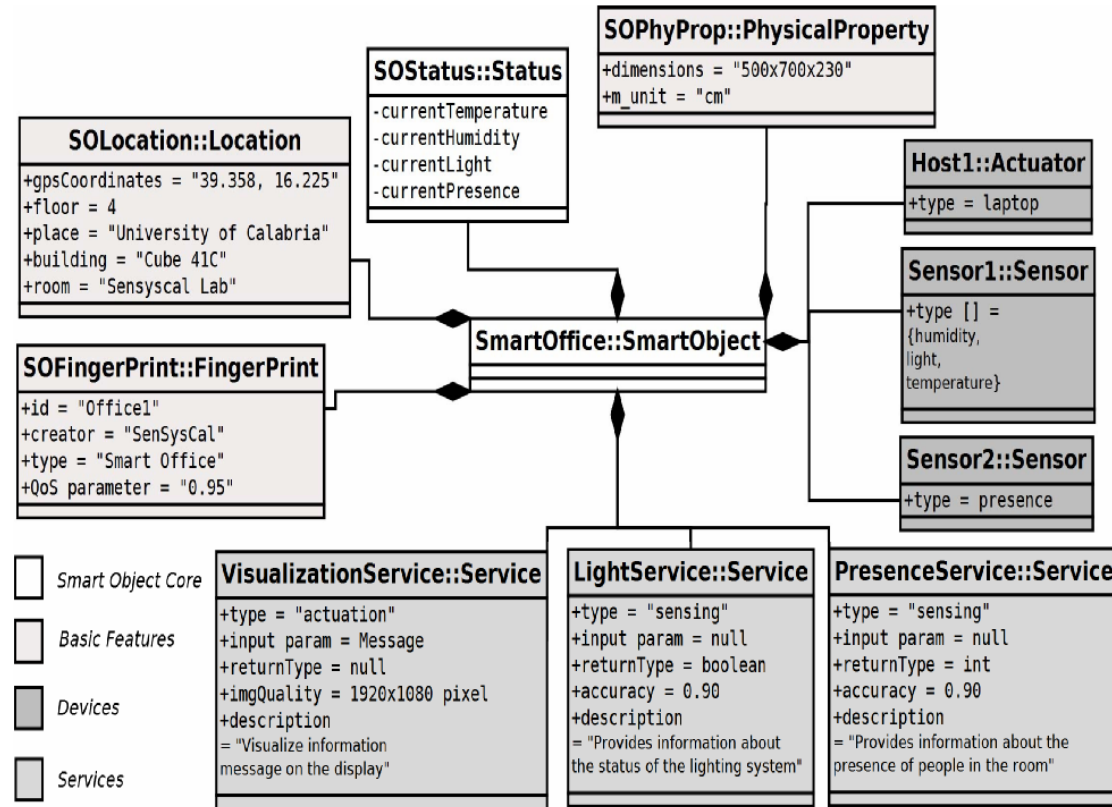 SOPhyProp::PhysicalProperty
+dimensions = "500x700x230"
+m_unit = "cm"
SOStatus::Status
-currentTemperature
-currentHumidity
-currentLight
-currentPresence
SOLocation::Location
+gpsCoordinates = "39.358, 16.225"
+floor = 4
+place = "University of Calabria"
+building = "Cube 41C"
+room = "Sensyscal Lab"
Host1::Actuator
+type = laptop
Sensor1::Sensor
+type [] =
{humidity,
light,
temperature}
SmartOffice::SmartObject
SOFingerPrint::FingerPrint
+id = "Office1"
+creator = "SenSysCal"
+type = "Smart Office"
+QoS parameter = "0.95"
Sensor2::Sensor
+type = presence
Smart Object Core
Basic Features
Devices
Services
VisualizationService::Service
+type = "actuation"
+input param = Message
+returnType = null
+imgQuality = 1920x1080 pixel
+description
= "Visualize information
message on the display"
LightService::Service
+type = "sensing"
+input param = null
+returnType = boolean
+accuracy = 0.90
+description
= "Provides information about
the status of the lighting system"
PresenceService::Service
+type = "sensing"
+input param = null
+returnType = int
+accuracy = 0.90
+description
= "Provides information about the
presence of people in the room"